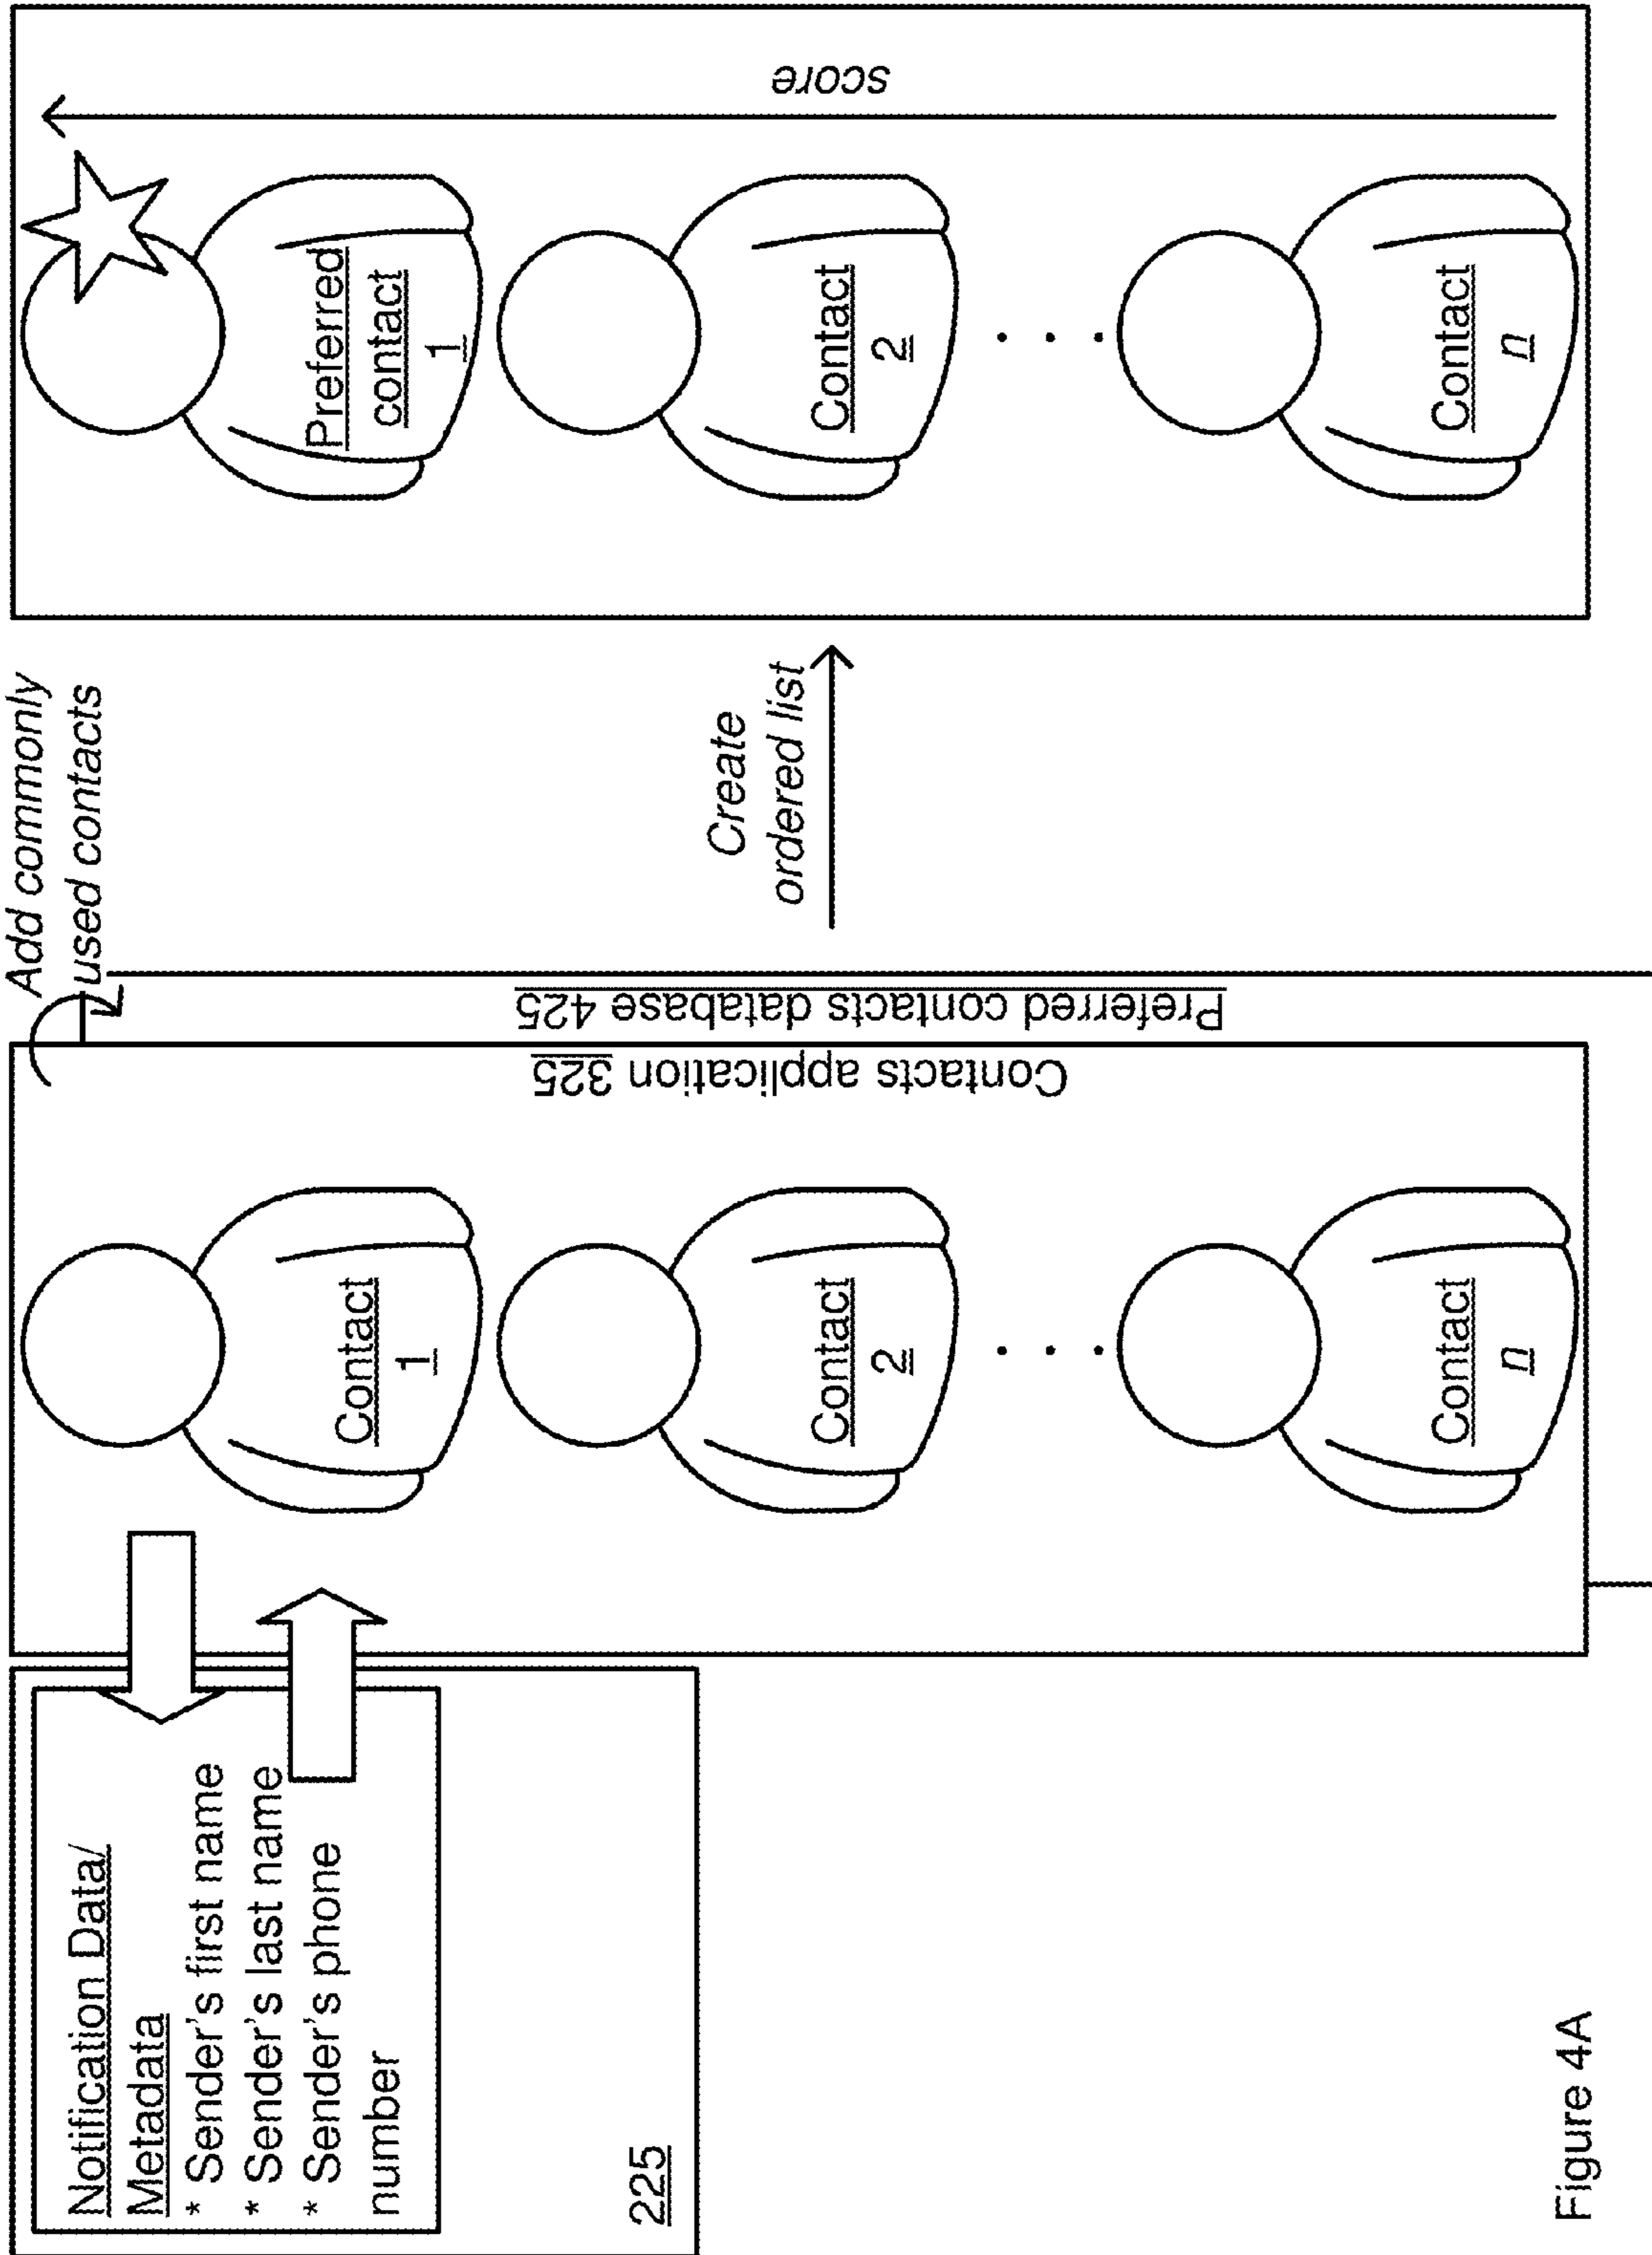 Notification Data/
Metadata
* Sender's first name
* Sender's last name
* Sender's phone
number
225
Contact
1
Contact
2
. . .
Contact
n
Contacts application 325
Preferred contacts database 425
Add commonly
used contacts
Create
ordered list
Preferred
contact
1
Contact
2
. . .
Contact
n
score
Figure 4A